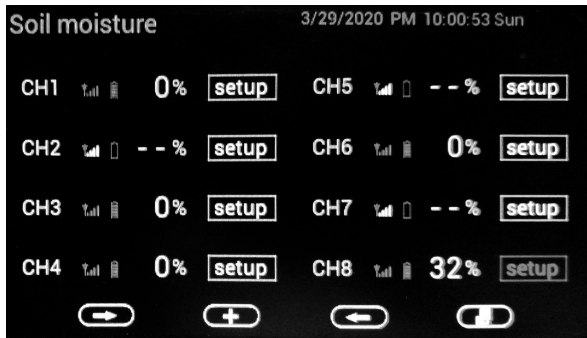 Soil moisture 3/29/2020 PM 10:00:53 Sun
CH1 0% setup CH5 --% setup
CH2 --% setup CH6 0% setup
CH3 0% setup CH7 --% setup
CH4 0% setup CH8 32% setup